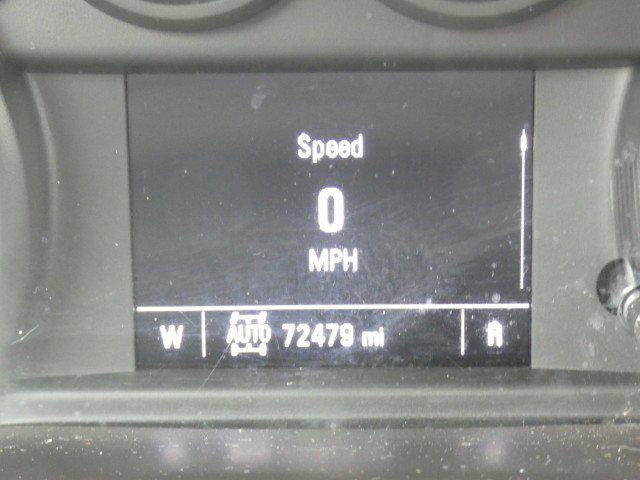 Speed
0
MPH
W AUTO 72479 mi R